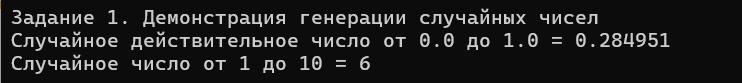 Задание 1. Демонстрация генерации случайных чисел
Случайное действительное число от 0.0 до 1.0 = 0.284951
Случайное число от 1 до 10 = 6